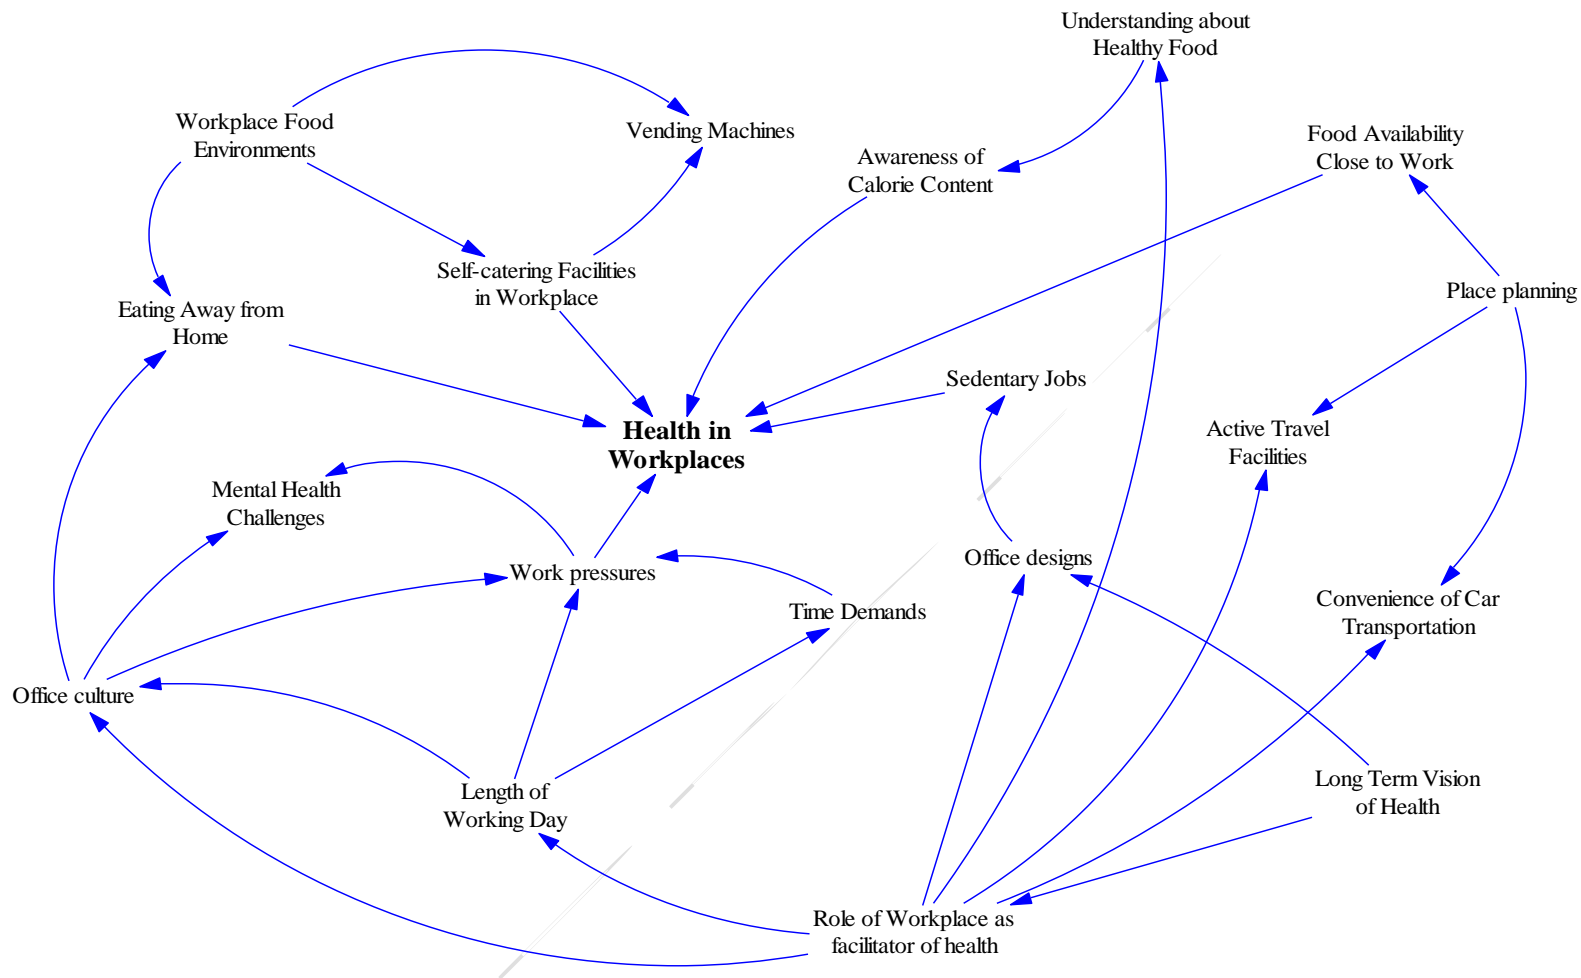 Understanding about
Healthy Food
Workplace Food
Environments
Vending Machines
Food Availability
Close to Work
Awareness of
Calorie Content
Self-catering Facilities
in Workplace
Place planning
Eating Away from
Home
Sedentary Jobs
Health in
Workplaces
Active Travel
Facilities
Mental Health
Challenges
Office designs
Work pressures
Convenience of Car
Transportation
Time Demands
Office culture
Length of
Working Day
Long Term Vision
of Health
Role of Workplace as
facilitator of health